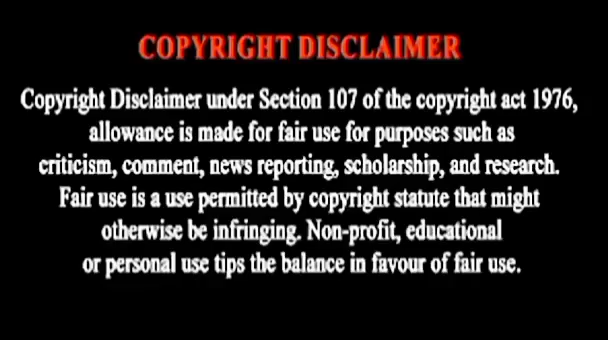 COPYRIGHT DISCLAIMER
Copyright Disclaimer under Section 107 of the copyright act 1976,
allowance is made for fair use for purposes such as
criticism, comment, news reporting, scholarship, and research.
Fair use is a use permitted by copyright statute that might
otherwise be infringing. Non-profit, educational
or personal use tips the balance in favour of fair use.